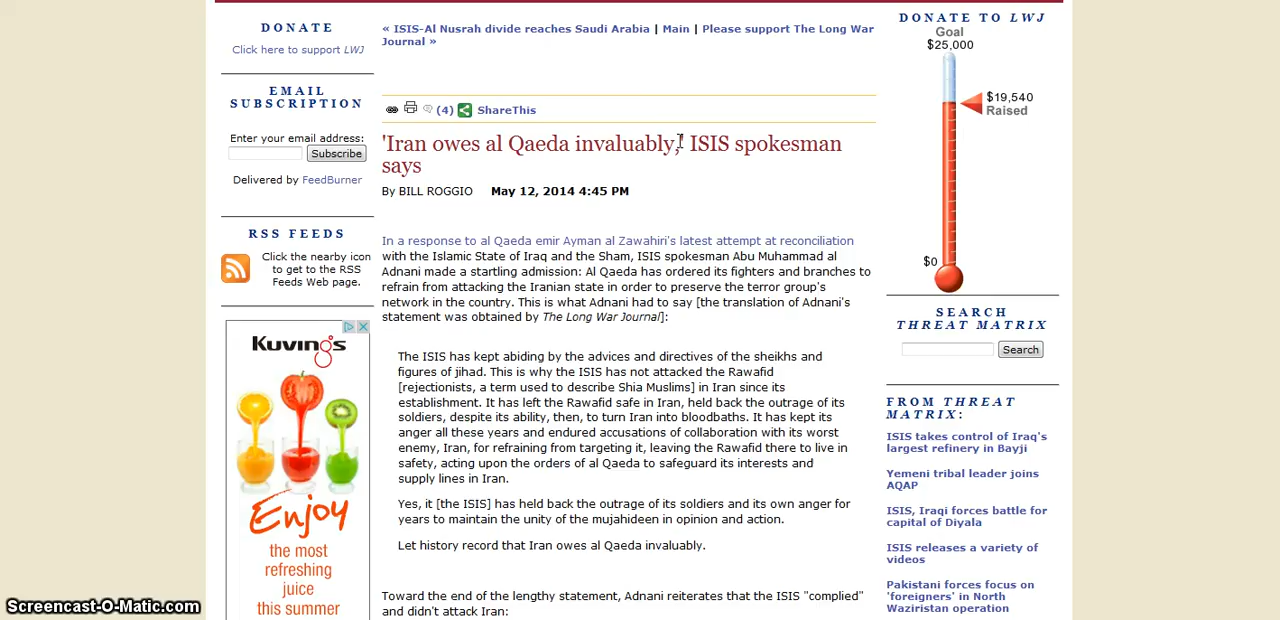 DONATE
Click here to support LWJ
EMAIL
SUBSCRIPTION
Enter your email address:
Subscribe
Delivered by FeedBurner
RSS FEEDS
Click the nearby icon
to get to the RSS
Feeds Web page.
Kuvings
Enjoy
the most
refreshing
juice
this summer
« ISIS-Al Nusrah divide reaches Saudi Arabia | Main | Please support The Long War
Journal »
(4) ShareThis
'Iran owes al Qaeda invaluably,' ISIS spokesman
says
By BILL ROGGIO May 12, 2014 4:45 PM
In a response to al Qaeda emir Ayman al Zawahiri's latest attempt at reconciliation
with the Islamic State of Iraq and the Sham, ISIS spokesman Abu Muhammad al
Adnani made a startling admission: Al Qaeda has ordered its fighters and branches to
refrain from attacking the Iranian state in order to preserve the terror group's
network in the country. This is what Adnani had to say [the translation of Adnani's
statement was obtained by The Long War Journal]:
The ISIS has kept abiding by the advices and directives of the sheikhs and
figures of jihad. This is why the ISIS has not attacked the Rawafid
[rejectionists, a term used to describe Shia Muslims] in Iran since its
establishment. It has left the Rawafid safe in Iran, held back the outrage of its
soldiers, despite its ability, then, to turn Iran into bloodbaths. It has kept its
anger all these years and endured accusations of collaboration with its worst
enemy, Iran, for refraining from targeting it, leaving the Rawafid there to live in
safety, acting upon the orders of al Qaeda to safeguard its interests and
supply lines in Iran.
Yes, it [the ISIS] has held back the outrage of its soldiers and its own anger for
years to maintain the unity of the mujahideen in opinion and action.
Let history record that Iran owes al Qaeda invaluably.
Toward the end of the lengthy statement, Adnani reiterates that the ISIS "complied"
and didn't attack Iran:
DONATE TO LWJ
Goal
$25,000
$19,540
Raised
$0
SEARCH
THREAT MATRIX
Search
FROM THREAT
MATRIX:
ISIS takes control of Iraq's
largest refinery in Bayji
Yemeni tribal leader joins
AQAP
ISIS, Iraqi forces battle for
capital of Diyala
ISIS releases a variety of
videos
Pakistani forces focus on
'foreigners' in North
Waziristan operation
Screencast-O-Matic.com